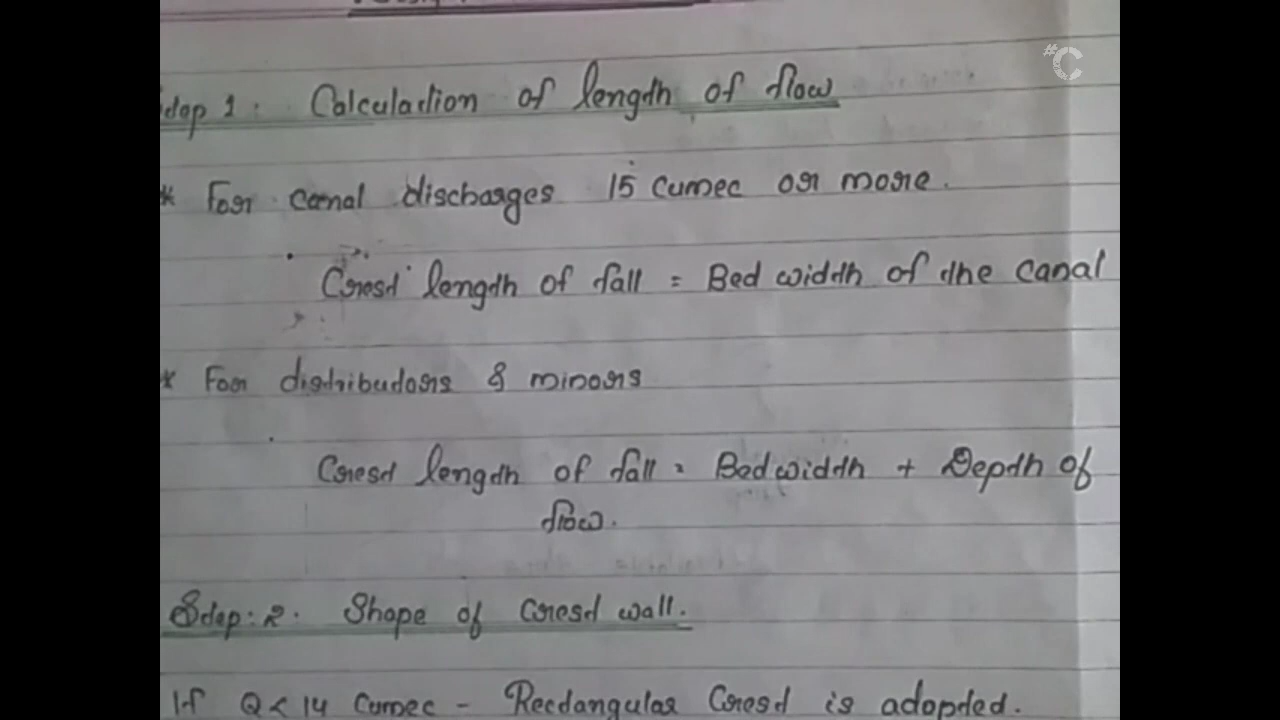 Step 1: Calculation of length of flow
#C
* For canal discharges 15 cumec or more.
Crest length of fall = Bed width of the canal
* For distributors & minors
Crest length of fall = Bed width + Depth of
flow.
Step: 2. Shape of Crest wall.
If Q < 14 Cumec - Rectangular Crest is adopted.